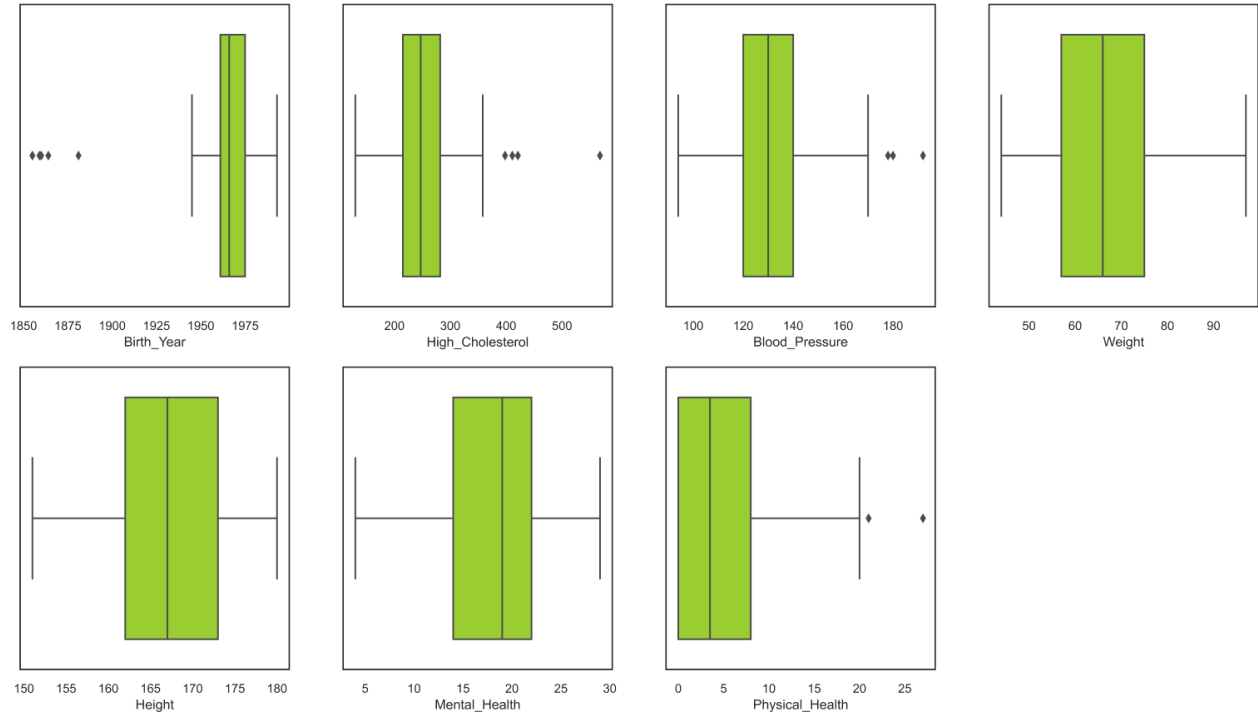 1850 1875 1900 1925 1950 1975
Birth_Year
200 300 400 500
High_Cholesterol
100 120 140 160 180
Blood_Pressure
50 60 70 80 90
Weight
150 155 160 165 170 175 180
Height
5 10 15 20 25 30
Mental_Health
0 5 10 15 20 25
Physical_Health